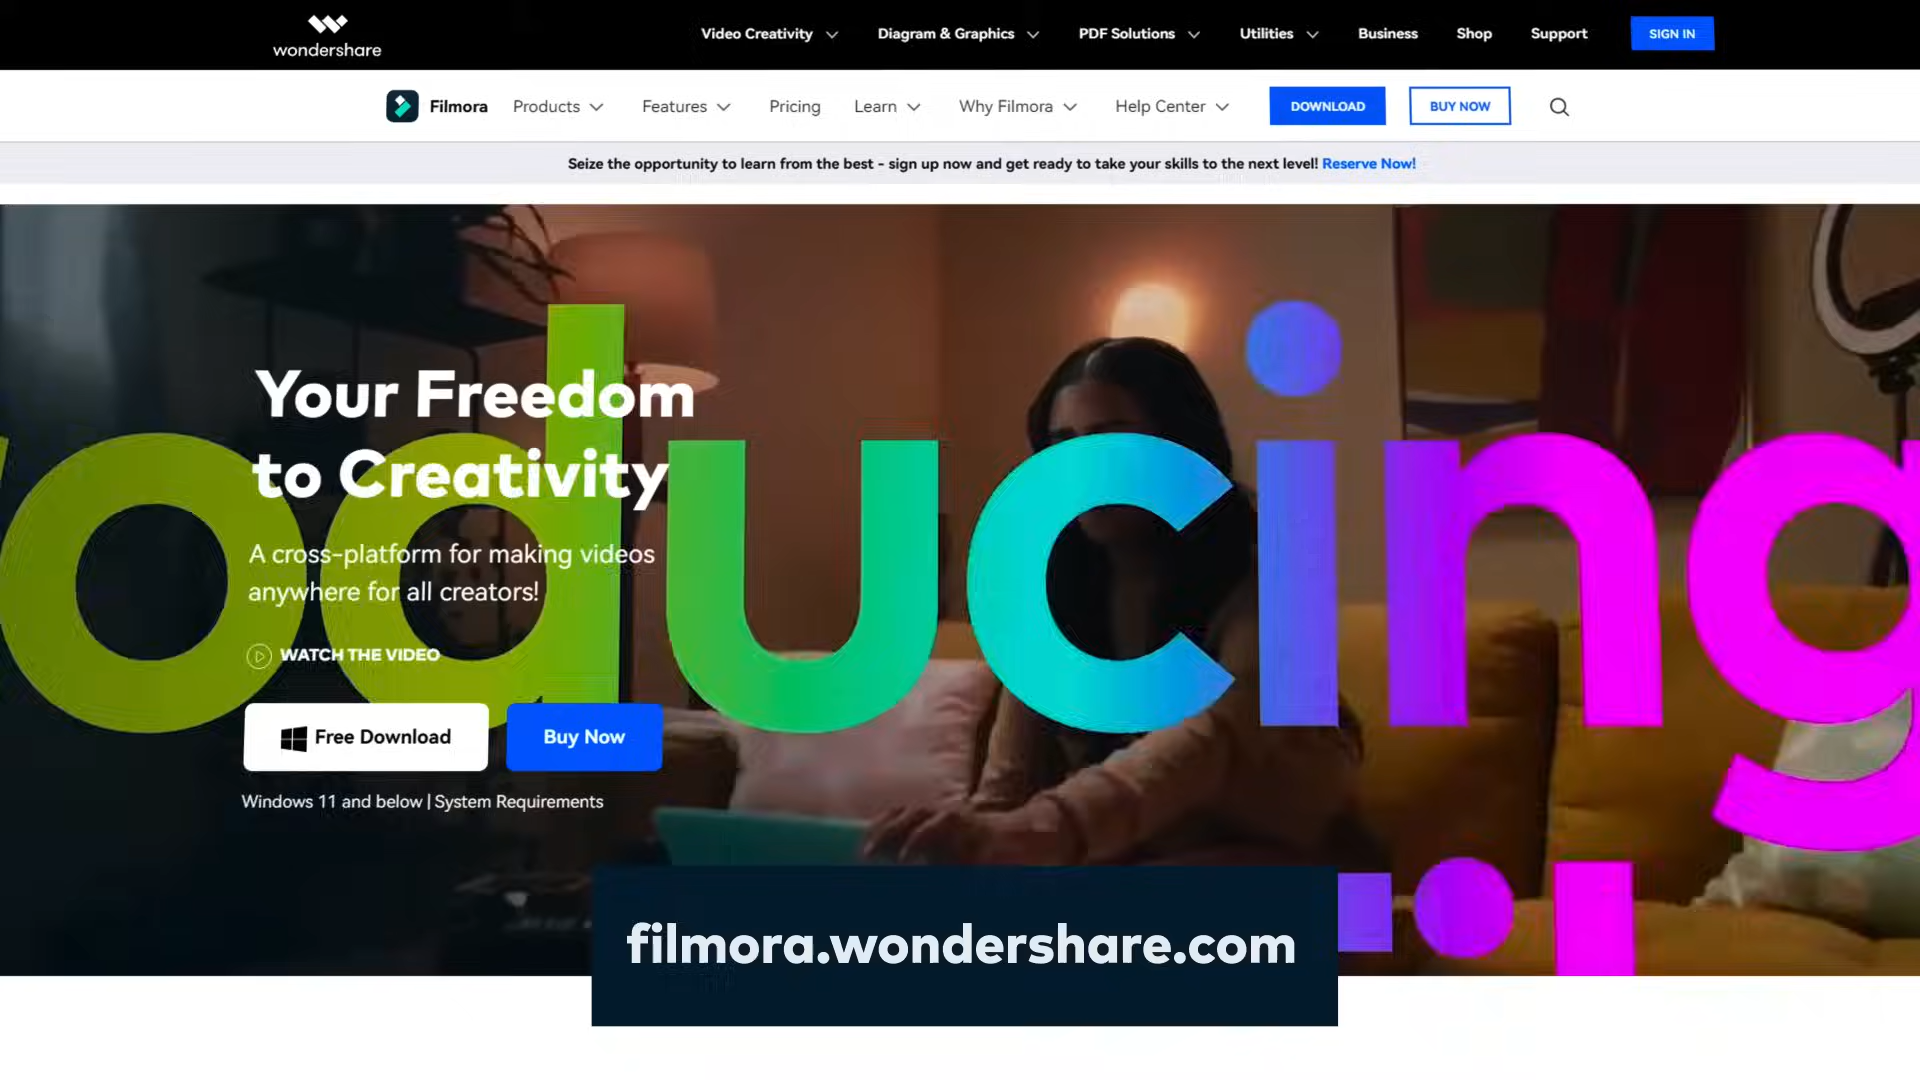 wondershare
Video Creativity
Diagram & Graphics
PDF Solutions
Utilities
Business
Shop
Support
SIGN IN
Filmora
Products
Features
Pricing
Learn
Why Filmora
Help Center
DOWNLOAD
BUY NOW
Seize the opportunity to learn from the best - sign up now and get ready to take your skills to the next level! Reserve Now!
Your Freedom
to Creativity
oducing
A cross-platform for making videos
anywhere for all creators!
WATCH THE VIDEO
Free Download
Buy Now
Windows 11 and below | System Requirements
filmora.wondershare.com